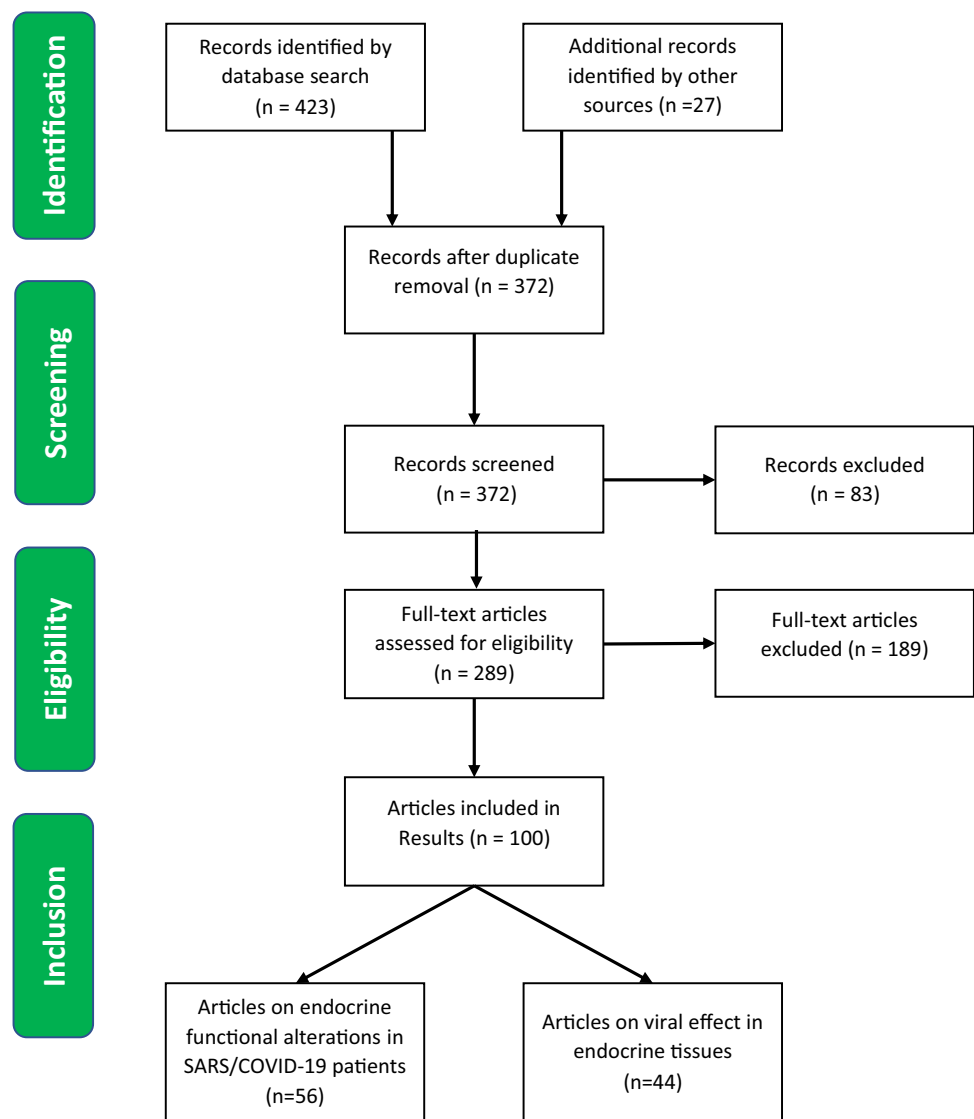 Identification
Records identified by
database search
(n = 423)
Additional records
identified by other
sources (n =27)
Records after duplicate
removal (n = 372)
Screening
Records screened
(n = 372)
Records excluded
(n = 83)
Eligibility
Full-text articles
assessed for eligibility
(n = 289)
Full-text articles
excluded (n = 189)
Inclusion
Articles included in
Results (n = 100)
Articles on endocrine
functional alterations in
SARS/COVID-19 patients
(n=56)
Articles on viral effect in
endocrine tissues
(n=44)